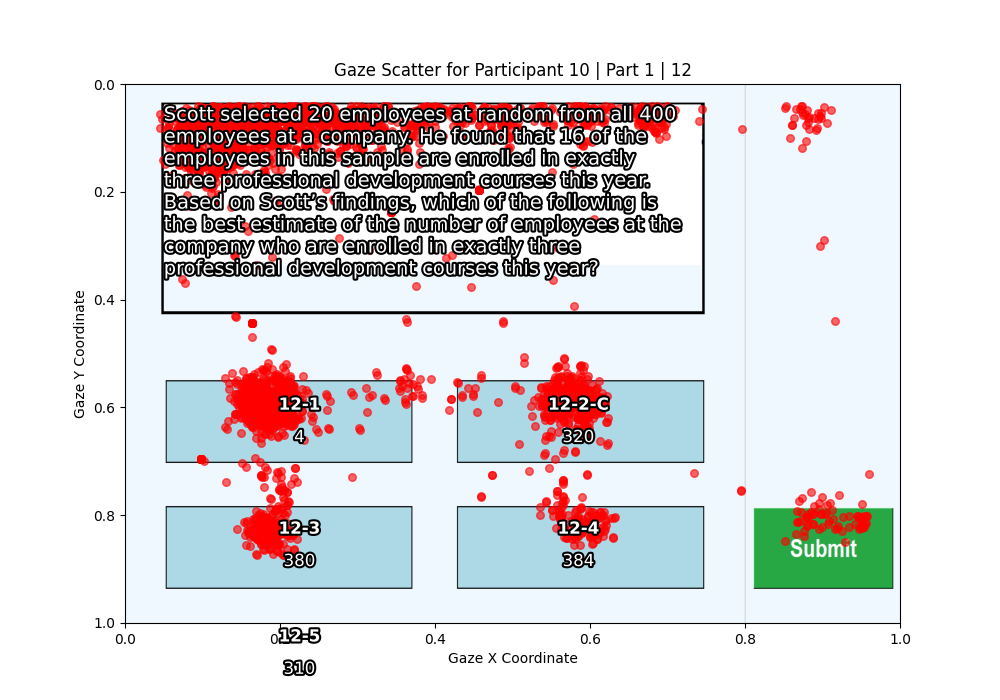 Gaze Scatter for Participant 10 | Part 1 | 12
Scott selected 20 employees at random from all 400
employees at a company. He found that 16 of the
employees in this sample are enrolled in exactly
three professional development courses this year.
Based on Scott's findings, which of the following is
the best estimate of the number of employees at the
company who are enrolled in exactly three
professional development courses this year?
12-1
4
12-2-C
320
12-3
380
12-4
384
Submit
12-5
310
0.0
0.2
0.4
0.6
0.8
1.0
Gaze Y Coordinate
0.0 0.2 0.4 0.6 0.8 1.0
Gaze X Coordinate